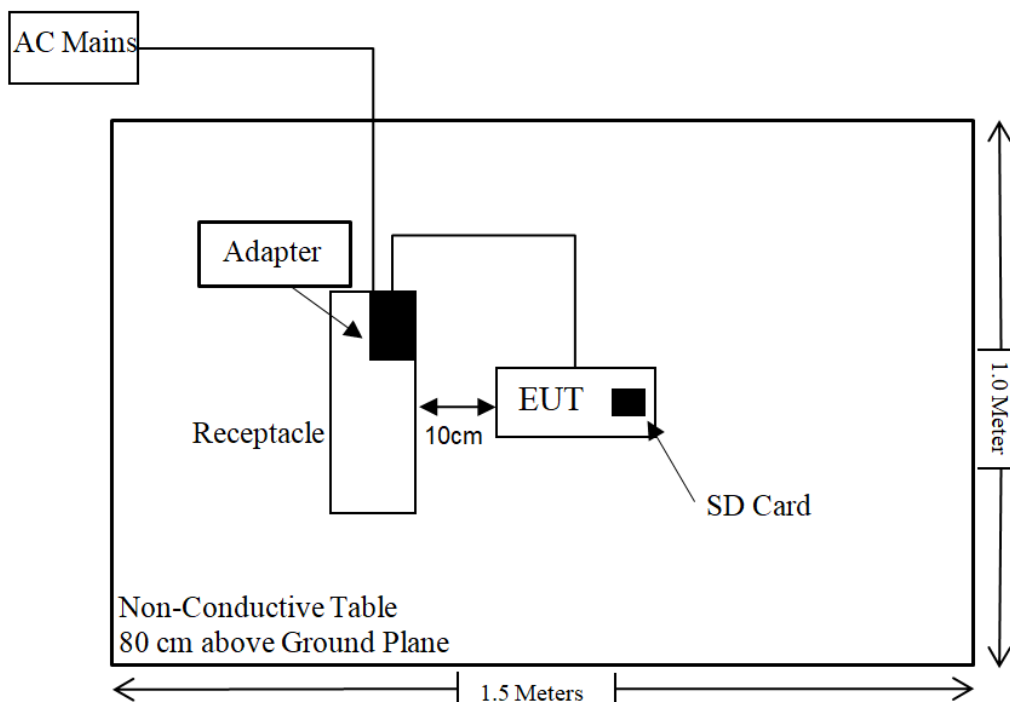 AC Mains
Adapter
EUT
Receptacle
10cm
SD Card
1.0 Meter
Non-Conductive Table
80 cm above Ground Plane
1.5 Meters